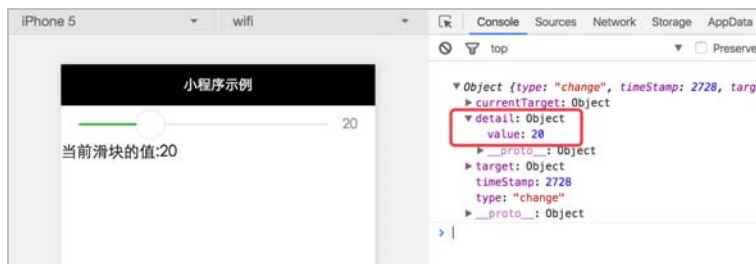 iPhone 5 wifi
Console Sources Network Storage AppData
top Preserve
小程序示例
20
当前滑块的值:20
▼Object {type: "change", timeStamp: 2728, targ
▶currentTarget: Object
▼detail: Object
value: 20
▶__proto__: Object
▶target: Object
timeStamp: 2728
type: "change"
▶__proto__: Object
>